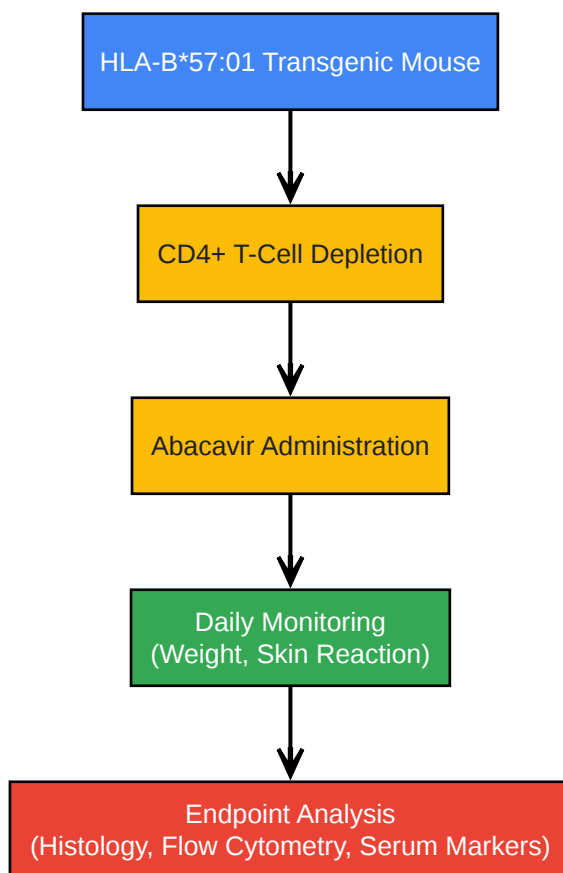 HLA-B*57:01 Transgenic Mouse
CD4+ T-Cell Depletion
Abacavir Administration
Daily Monitoring
(Weight, Skin Reaction)
Endpoint Analysis
(Histology, Flow Cytometry, Serum Markers)